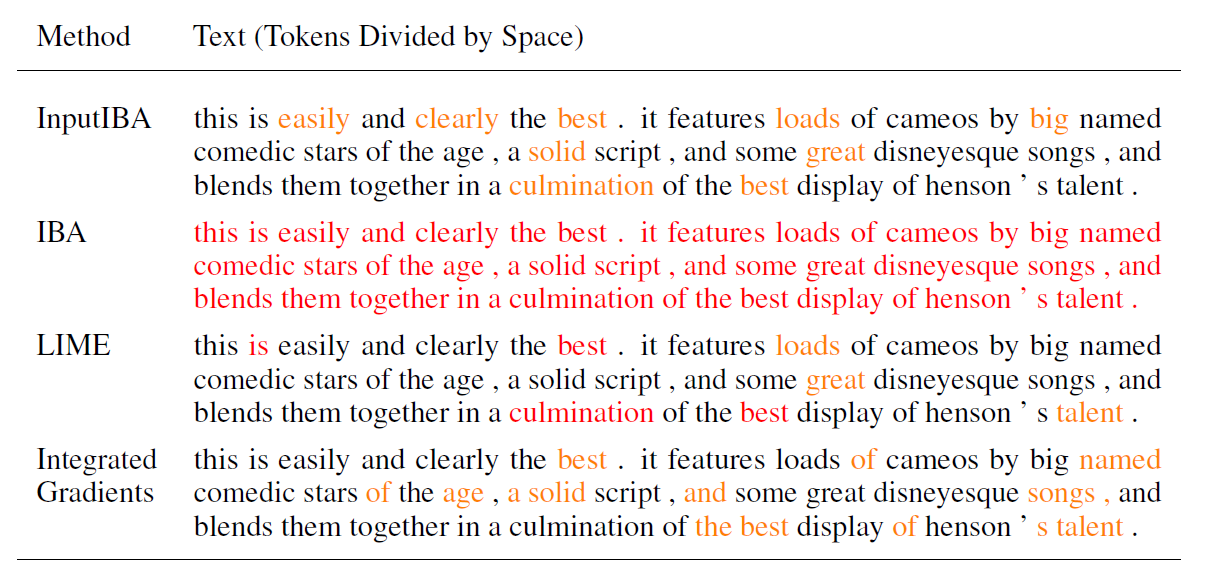 Method Text (Tokens Divided by Space)
InputIBA this is easily and clearly the best . it features loads of cameos by big named
comedic stars of the age , a solid script , and some great disneyesque songs , and
blends them together in a culmination of the best display of henson ’ s talent .
IBA this is easily and clearly the best . it features loads of cameos by big named
comedic stars of the age , a solid script , and some great disneyesque songs , and
blends them together in a culmination of the best display of henson ’ s talent .
LIME this is easily and clearly the best . it features loads of cameos by big named
comedic stars of the age , a solid script , and some great disneyesque songs , and
blends them together in a culmination of the best display of henson ’ s talent .
Integrated this is easily and clearly the best . it features loads of cameos by big named
Gradients comedic stars of the age , a solid script , and some great disneyesque songs , and
blends them together in a culmination of the best display of henson ’ s talent .